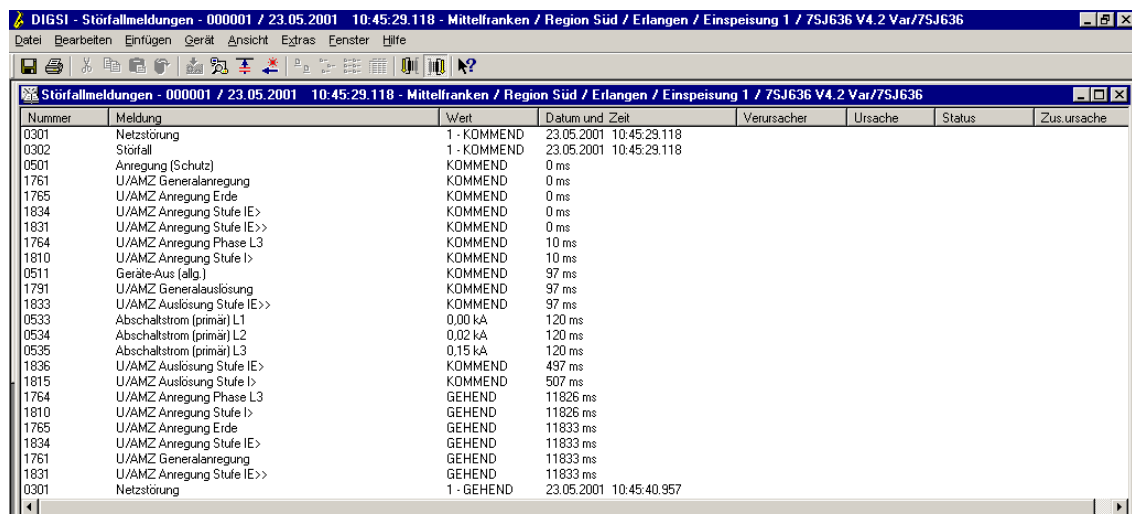 DIGSI - Störfallmeldungen - 000001 / 23.05.2001 10:45:29.118 - Mittelfranken / Region Süd / Erlangen / Einspeisung 1 / 7SJ636 V4.2 Var/7SJ636
Datei Bearbeiten Einfügen Gerät Ansicht Extras Fenster Hilfe
Störfallmeldungen - 000001 / 23.05.2001 10:45:29.118 - Mittelfranken / Region Süd / Erlangen / Einspeisung 1 / 7SJ636 V4.2 Var/7SJ636
Nummer Meldung Wert Datum und Zeit Verursacher Ursache Status Zus.ursache
0301 Netzstörung 1 - KOMMEND 23.05.2001 10:45:29.118
0302 Störfall 1 - KOMMEND 23.05.2001 10:45:29.118
0501 Anregung (Schutz) KOMMEND 0 ms
1761 U/AMZ Generalanregung KOMMEND 0 ms
1765 U/AMZ Anregung Erde KOMMEND 0 ms
1834 U/AMZ Anregung Stufe IE> KOMMEND 0 ms
1831 U/AMZ Anregung Stufe IE>> KOMMEND 0 ms
1764 U/AMZ Anregung Phase L3 KOMMEND 10 ms
1810 U/AMZ Anregung Stufe I> KOMMEND 10 ms
0511 Geräte-Aus (allg.) KOMMEND 97 ms
1791 U/AMZ Generalauslösung KOMMEND 97 ms
1833 U/AMZ Auslösung Stufe IE>> KOMMEND 97 ms
0533 Abschaltstrom (primär) L1 0,00 kA 120 ms
0534 Abschaltstrom (primär) L2 0,02 kA 120 ms
0535 Abschaltstrom (primär) L3 0,15 kA 120 ms
1836 U/AMZ Auslösung Stufe IE> KOMMEND 497 ms
1815 U/AMZ Auslösung Stufe I> KOMMEND 507 ms
1764 U/AMZ Anregung Phase L3 GEHEND 11826 ms
1810 U/AMZ Anregung Stufe I> GEHEND 11826 ms
1765 U/AMZ Anregung Erde GEHEND 11833 ms
1834 U/AMZ Anregung Stufe IE> GEHEND 11833 ms
1761 U/AMZ Generalanregung GEHEND 11833 ms
1831 U/AMZ Anregung Stufe IE>> GEHEND 11833 ms
0301 Netzstörung 1 - GEHEND 23.05.2001 10:45:40.957